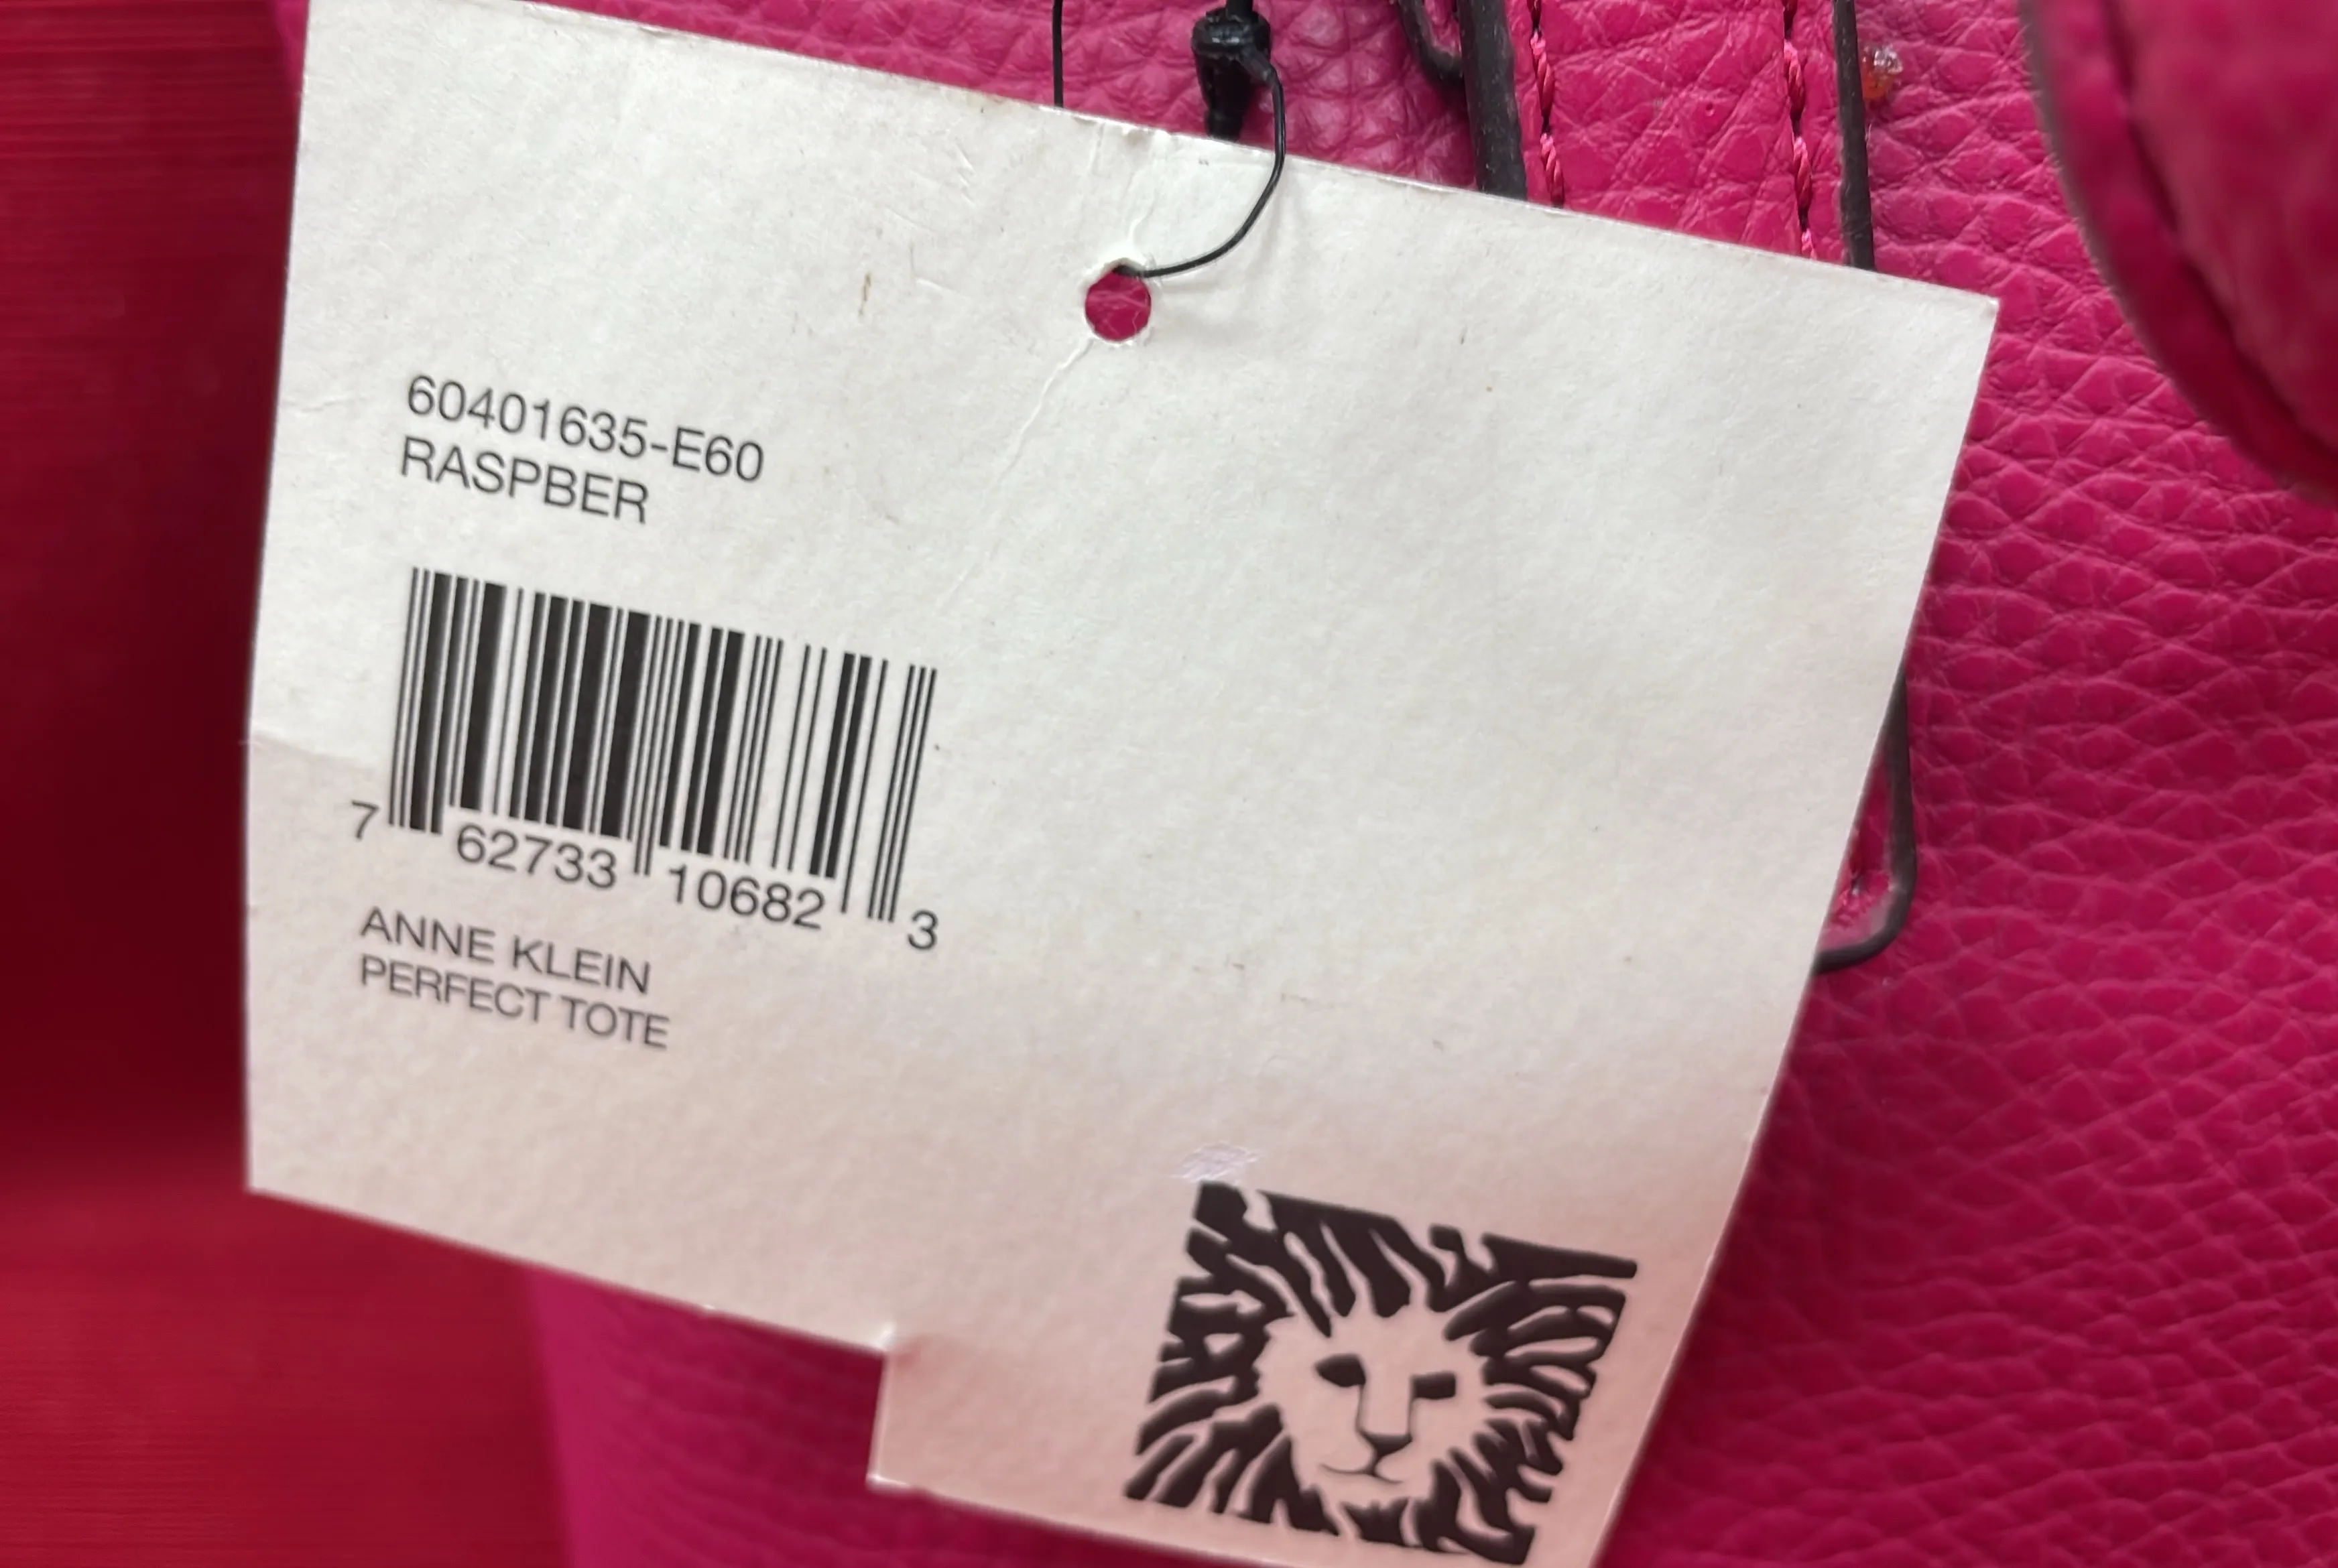 60401635-E60
RASPBER
7 62733 10682 3
ANNE KLEIN
PERFECT TOTE